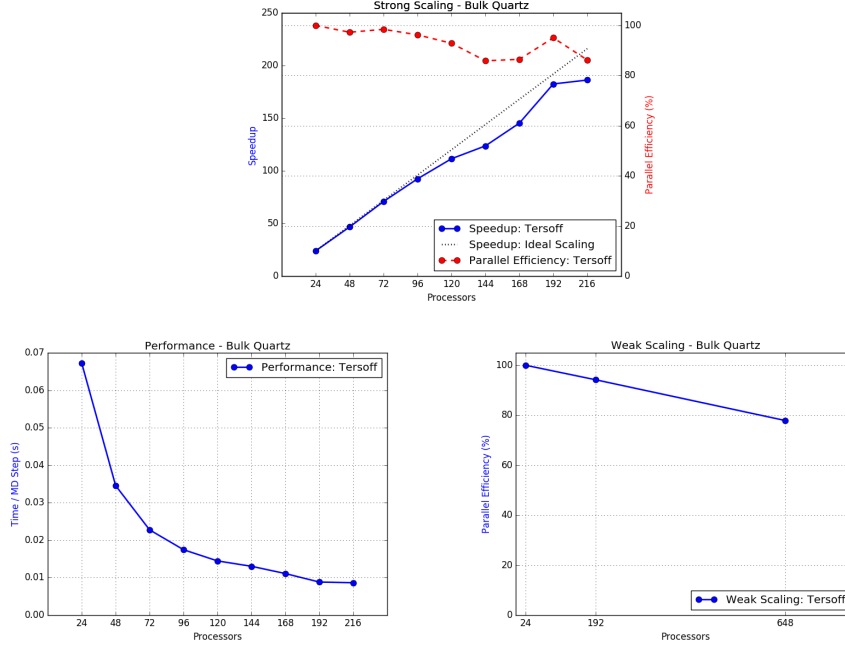 Strong Scaling - Bulk Quartz
250
200
150
100
50
0
Speedup
100
80
60
40
20
0
Parallel Efficiency (%)
Speedup: Tersoff
Speedup: Ideal Scaling
Parallel Efficiency: Tersoff
24 48 72 96 120 144 168 192 216
Processors
Performance - Bulk Quartz
0.07
0.06
0.05
0.04
0.03
0.02
0.01
0.00
Time / MD Step (s)
Performance: Tersoff
24 48 72 96 120 144 168 192 216
Processors
Weak Scaling - Bulk Quartz
100
80
60
40
20
0
Parallel Efficiency (%)
Weak Scaling: Tersoff
24 192 648
Processors